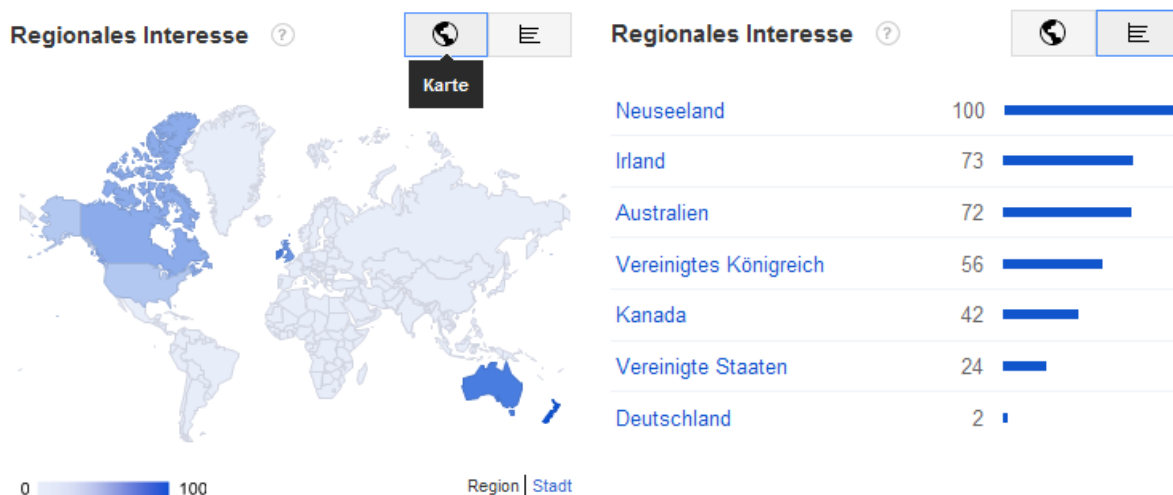 Regionales Interesse ?
Karte
0 100
Region | Stadt
Regionales Interesse ?
Neuseeland 100
Irland 73
Australien 72
Vereinigtes Königreich 56
Kanada 42
Vereinigte Staaten 24
Deutschland 2